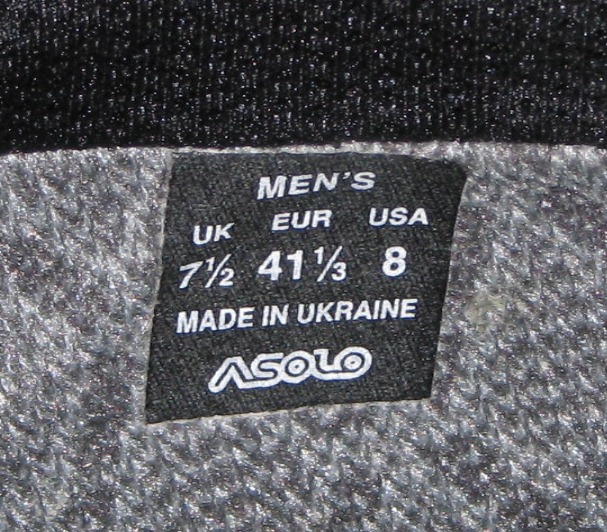 MEN'S
UK EUR USA
7½ 41⅓ 8
MADE IN UKRAINE
ASOLO